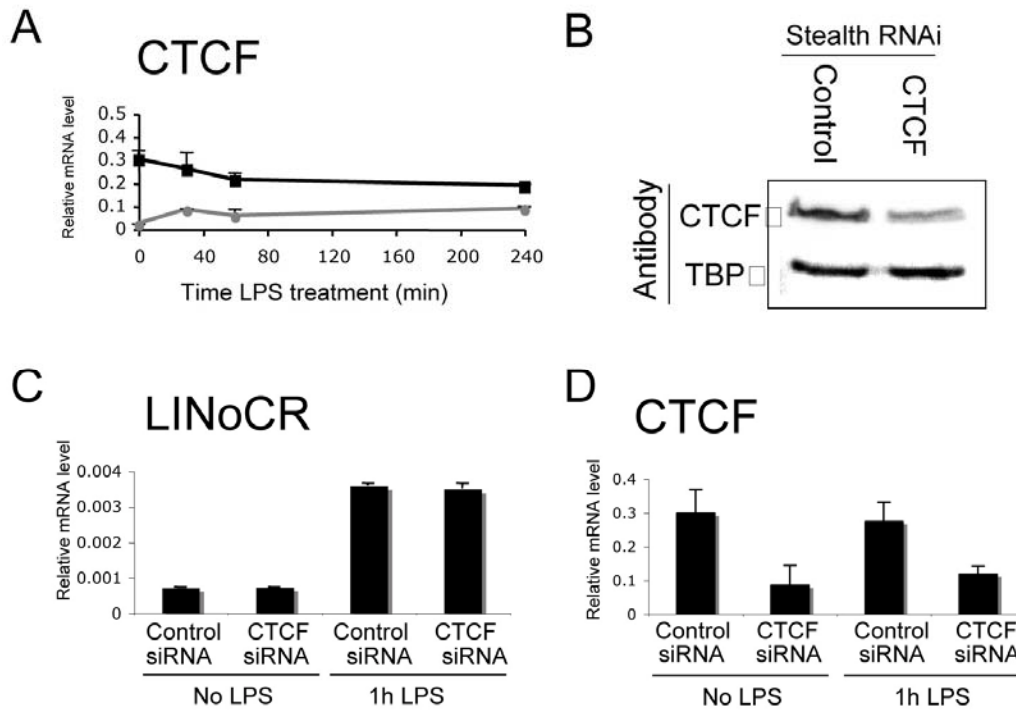 A
CTCF
Relative mRNA level
0.5
0.4
0.3
0.2
0.1
0
0 40 80 120 160 200 240
Time LPS treatment (min)
B
Stealth RNAi
Control
CTCF
Antibody
CTCF
TBP
C
LINoCR
Relative mRNA level
0.004
0.003
0.001
0
Control siRNA
CTCF siRNA
Control siRNA
CTCF siRNA
No LPS
1h LPS
D
CTCF
Relative mRNA level
0.4
0.3
0.2
0.1
0
Control siRNA
CTCF siRNA
Control siRNA
CTCF siRNA
No LPS
1h LPS